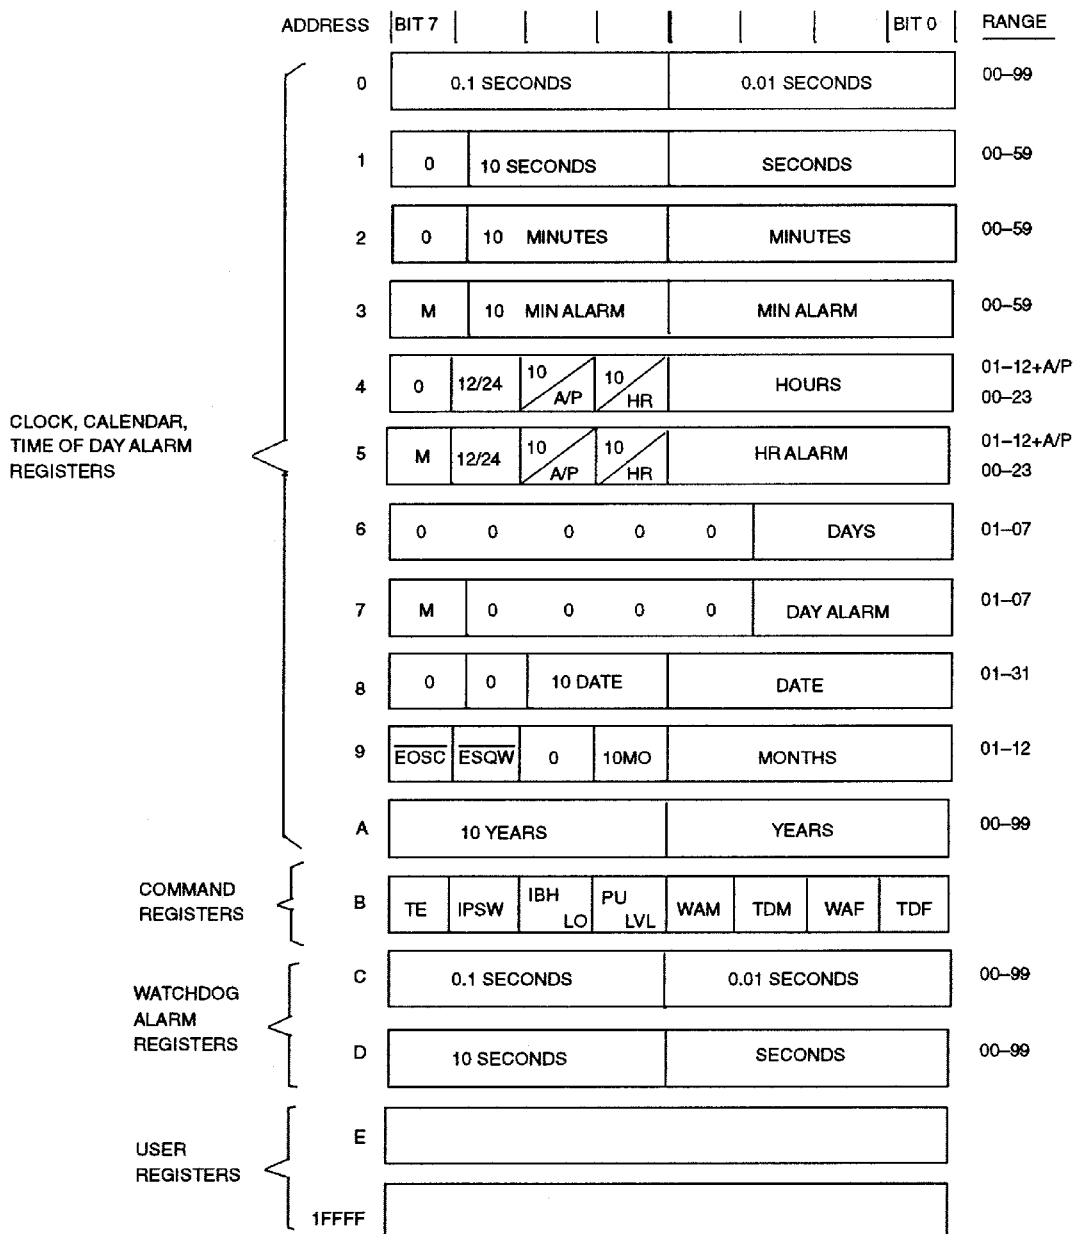 ADDRESS BIT 7 BIT 0 RANGE
0 0.1 SECONDS 0.01 SECONDS 00–99
1 0 10 SECONDS SECONDS 00–59
2 0 10 MINUTES MINUTES 00–59
3 M 10 MIN ALARM MIN ALARM 00–59
4 0 12/24 10 A/P 10 HR HOURS 01–12+A/P 00–23
CLOCK, CALENDAR,
TIME OF DAY ALARM
REGISTERS
5 M 12/24 10 A/P 10 HR HR ALARM 01–12+A/P 00–23
6 0 0 0 0 0 DAYS 01–07
7 M 0 0 0 0 DAY ALARM 01–07
8 0 0 10 DATE DATE 01–31
9 EOSC ESQW 0 10MO MONTHS 01–12
A 10 YEARS YEARS 00–99
COMMAND
REGISTERS
B TE IPSW IBH LO PU LVL WAM TDM WAF TDF
C 0.1 SECONDS 0.01 SECONDS 00–99
WATCHDOG
ALARM
REGISTERS
D 10 SECONDS SECONDS 00–99
E
USER
REGISTERS
1FFFF